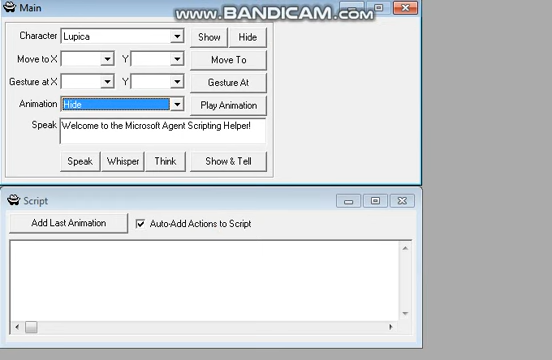 Main
www.BANDICAM.com
Character Lupica Show Hide
Move to X Y Move To
Gesture at X Y Gesture At
Animation Hide Play Animation
Speak Welcome to the Microsoft Agent Scripting Helper!
Speak Whisper Think Show & Tell
Script
Add Last Animation Auto-Add Actions to Script